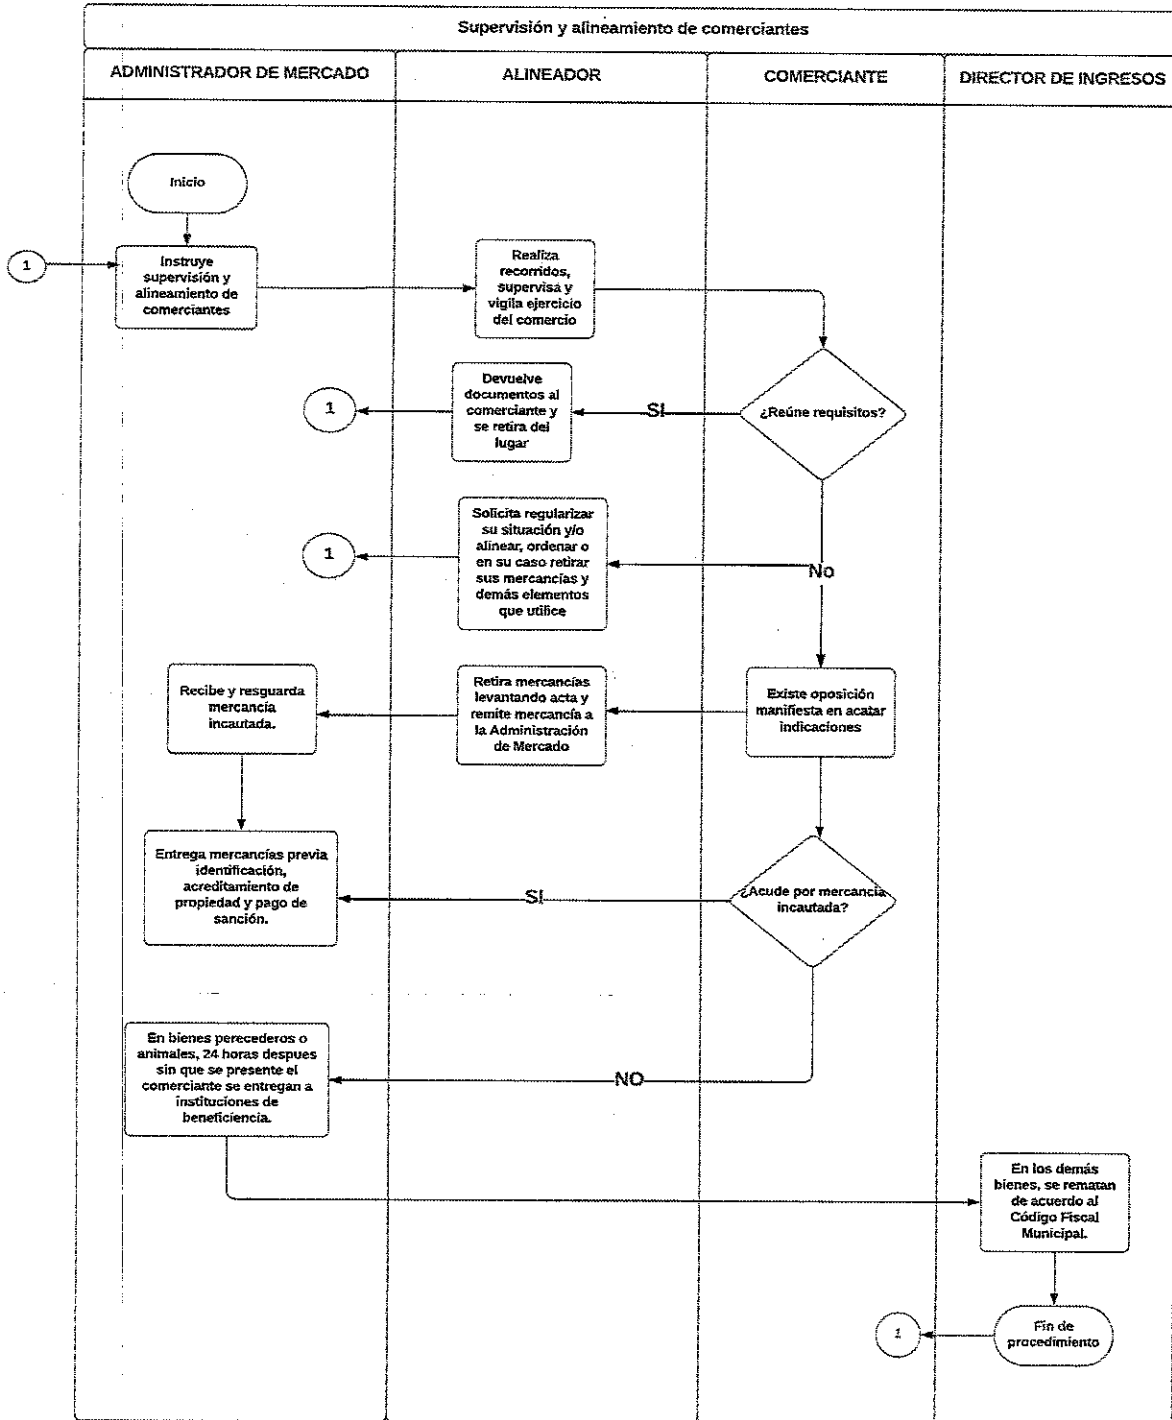 Supervisión y alineamiento de comerciantes
ADMINISTRADOR DE MERCADO
ALINEADOR
COMERCIANTE
DIRECTOR DE INGRESOS
Inicio
1
Instruye
supervisión y
alineamiento de
comerciantes
Realiza
recorridos,
supervisa y
vigila ejercicio
del comercio
¿Reúne requisitos?
SI
Devuelve
documentos al
comerciante y
se retira del
lugar
1
No
Solicita regularizar
su situación y/o
alinear, ordenar o
en su caso retirar
sus mercancías y
demás elementos
que utilice
1
Existe oposición
manifiesta en acatar
indicaciones
Retira mercancías
levantando acta y
remite mercancía a
la Administración
de Mercado
Recibe y resguarda
mercancía
incautada.
Entrega mercancías previa
identificación,
acreditamiento de
propiedad y pago de
sanción.
SI
¿Acude por mercancía
incautada?
NO
En bienes perecederos o
animales, 24 horas despues
sin que se presente el
comerciante se entregan a
instituciones de
beneficiencia.
En los demás
bienes, se rematan
de acuerdo al
Código Fiscal
Municipal.
Fin de
procedimiento
1